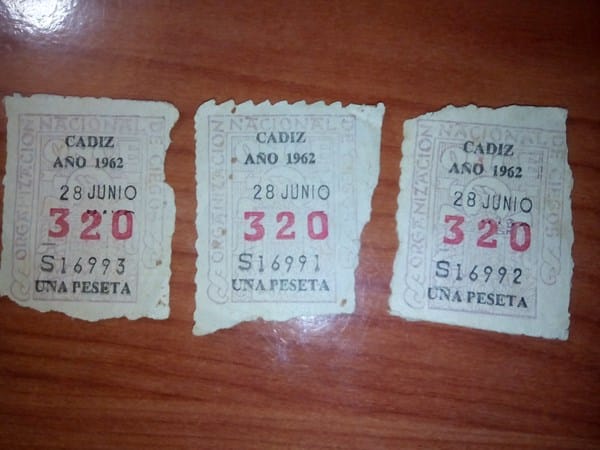 ORGANIZACION NACIONAL DE CIEGOS
CADIZ
AÑO 1962
28 JUNIO
320
S16993
UNA PESETA
ORGANIZACION NACIONAL DE
CADIZ
AÑO 1962
28 JUNIO
320
S16991
UNA PESETA
ORGANIZACION NACIONAL DE CIEGOS
CADIZ
AÑO 1962
28 JUNIO
320
S16992
UNA PESETA